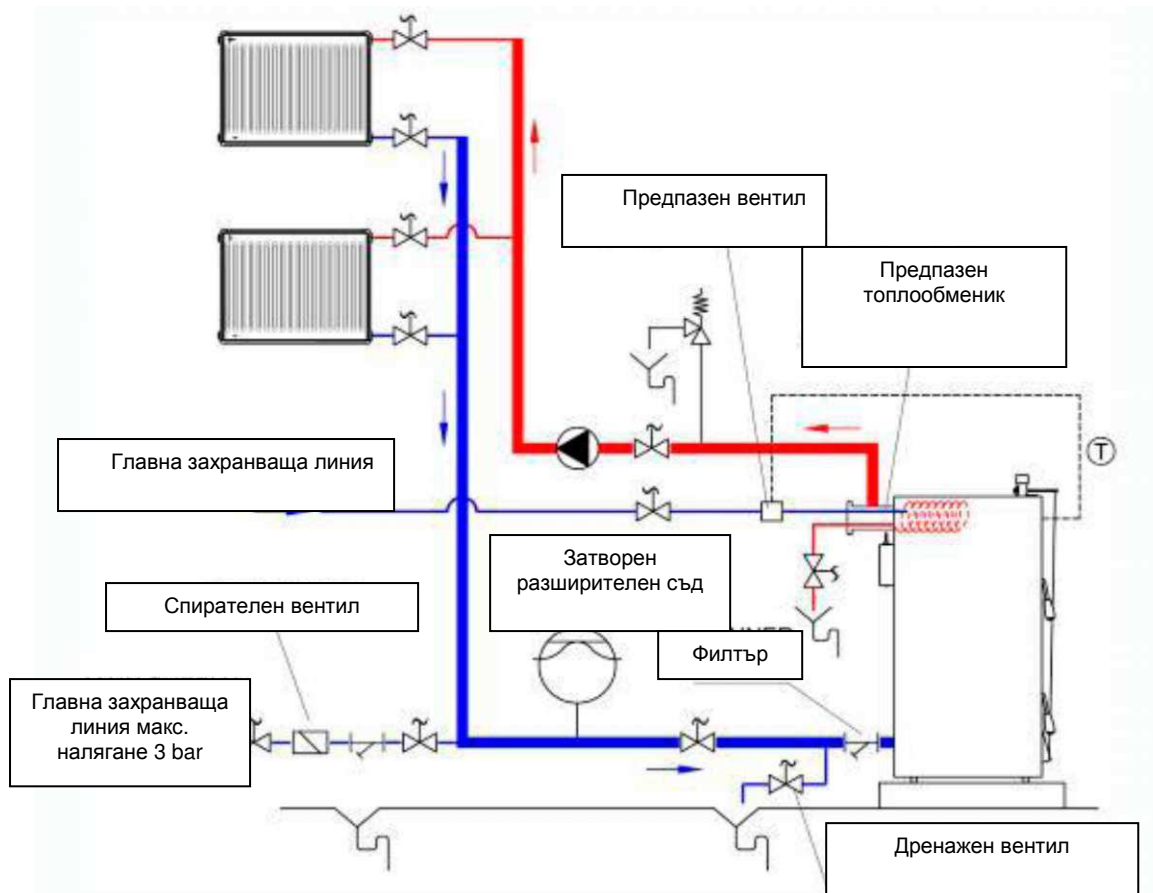 Предпазен вентил
Предпазен
топлообменик
Т
Главна захранваща линия
Затворен
разширителен съд
Спирателен вентил
Филтър
Главна захранваща
линия макс.
налягане 3 bar
Дренажен вентил